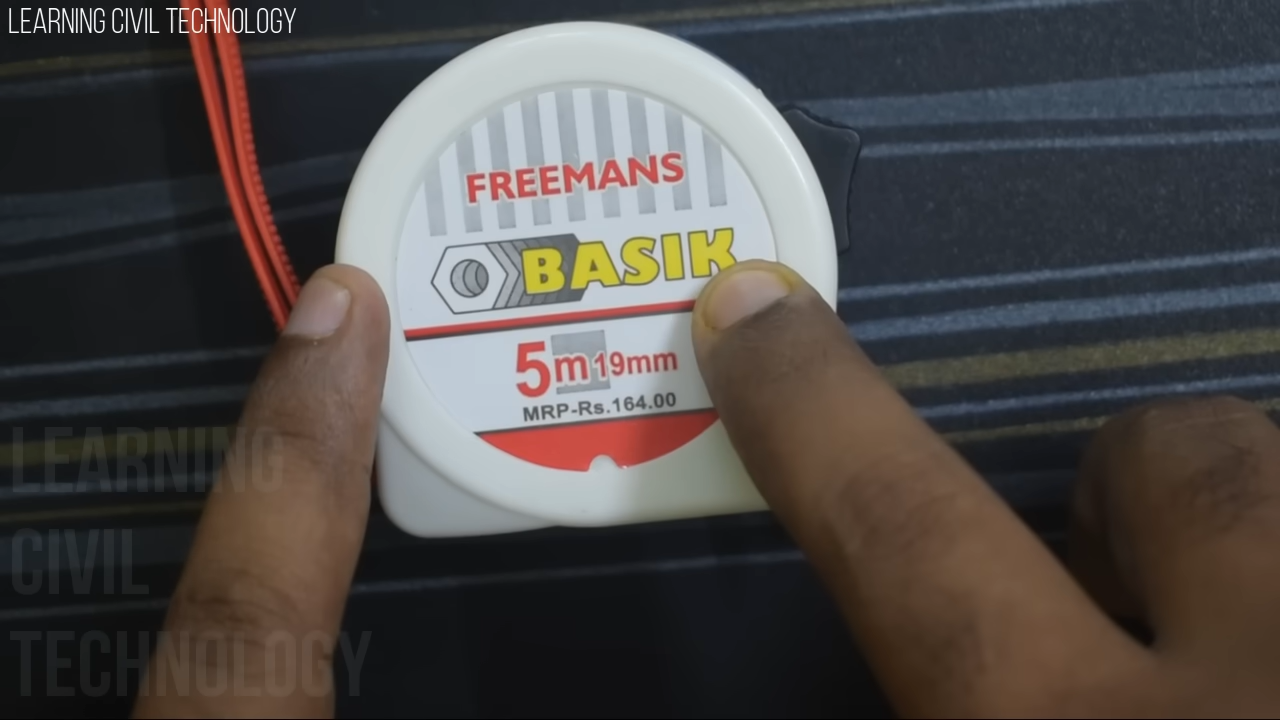 LEARNING CIVIL TECHNOLOGY
FREEMANS
BASIK
5m 19mm
MRP-Rs.164.00
LEARNING
CIVIL
TECHNOLOGY